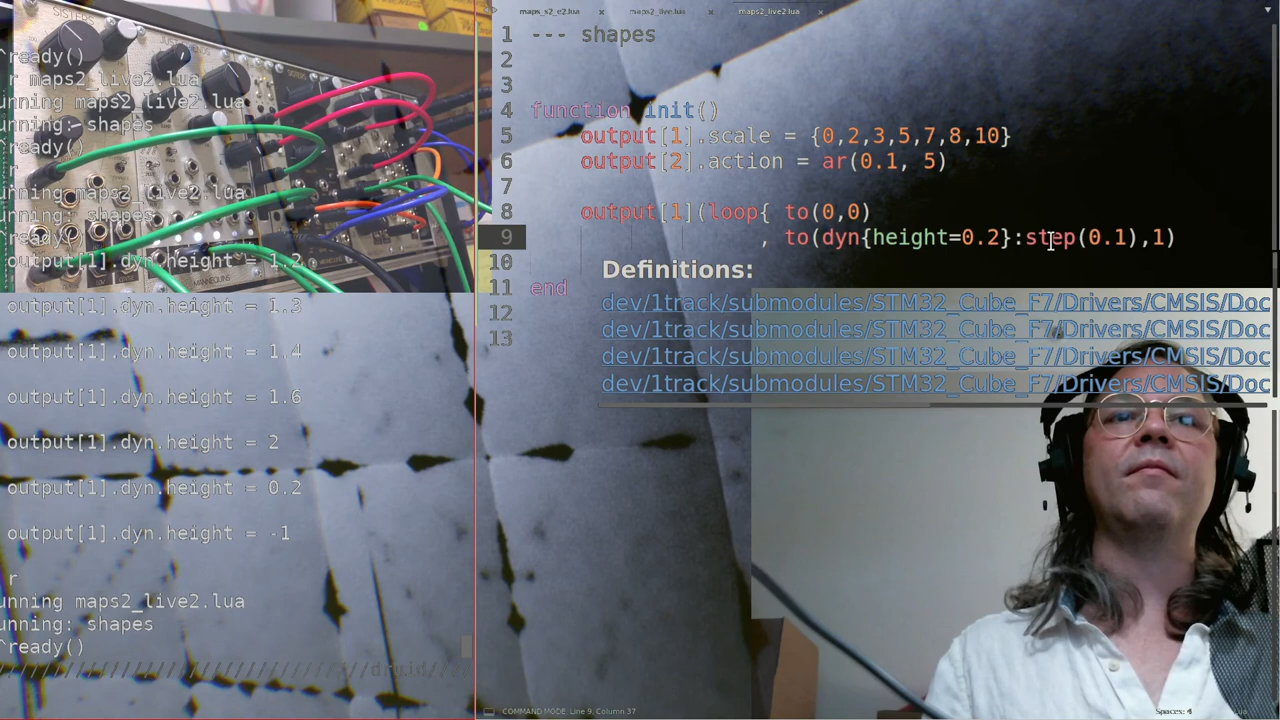 maps_s2_e2.lua × maps2_live.lua × maps2_live2.lua ×
SISTERS
^ready()
r maps2_live2.lua
unning maps2_live2.lua
unning: shapes
^ready()
r
unning maps2_live2.lua
unning: shapes
^ready()
output[1].dyn.height = 1.2
MANNEQUINS
output[1].dyn.height = 1.3
output[1].dyn.height = 1.4
output[1].dyn.height = 1.6
output[1].dyn.height = 2
output[1].dyn.height = 0.2
output[1].dyn.height = -1
r
unning maps2_live2.lua
unning: shapes
^ready()
/////////////////////////////////druid//
1 --- shapes
2
3
4 function init()
5 output[1].scale = {0,2,3,5,7,8,10}
6 output[2].action = ar(0.1, 5)
7
8 output[1](loop{ to(0,0)
9 , to(dyn{height=0.2}:step(0.1),1)
10
11 end
12
13
Definitions:
dev/1track/submodules/STM32_Cube_F7/Drivers/CMSIS/Doc
dev/1track/submodules/STM32_Cube_F7/Drivers/CMSIS/Doc
dev/1track/submodules/STM32_Cube_F7/Drivers/CMSIS/Doc
dev/1track/submodules/STM32_Cube_F7/Drivers/CMSIS/Doc
COMMAND MODE, Line 9, Column 37
Spaces: 4